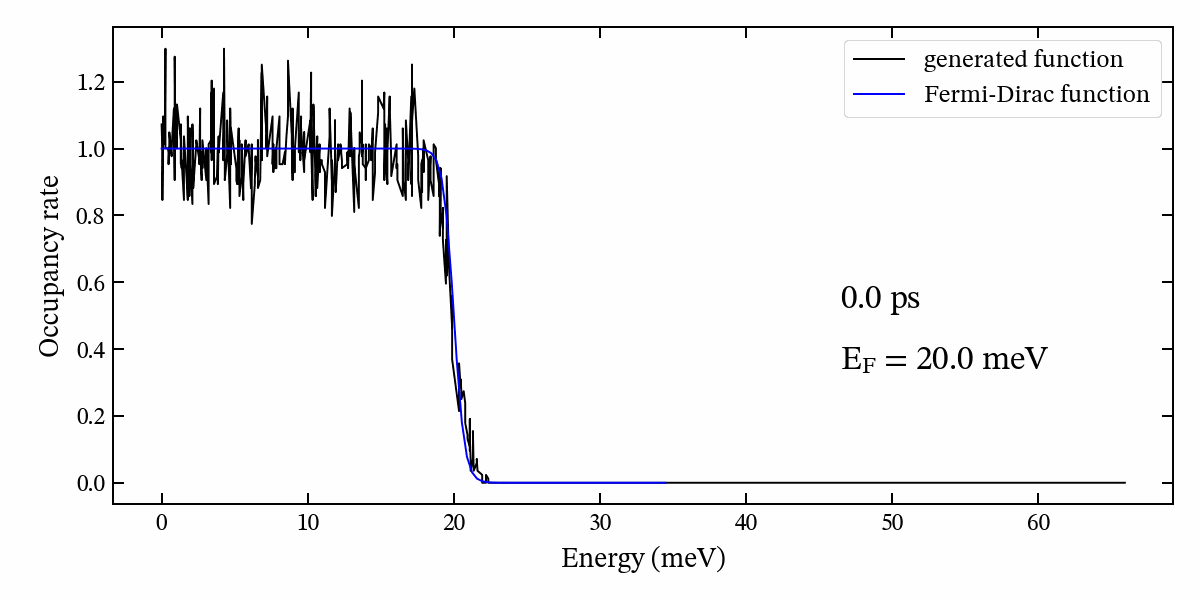 generated function
Fermi-Dirac function
1.2
1.0
0.8
0.6
0.4
0.2
0.0
Occupancy rate
0.0 ps
E_F = 20.0 meV
0 10 20 30 40 50 60
Energy (meV)